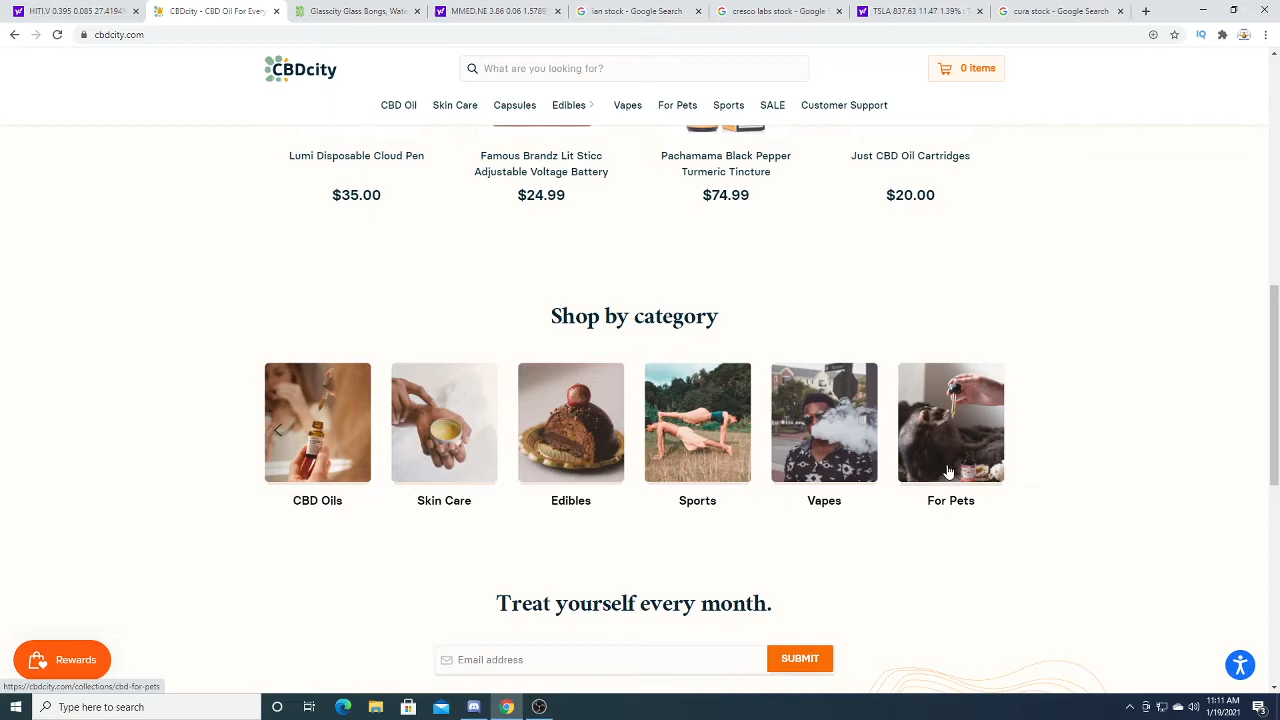 HITI.V 0.395 0.085 27.4194
CBDcity - CBD Oil For Every
Glasscity Glass Bongs, Wate
MMED.NE 3.86 0.06 1.5789
ian stock - Google Search
cresco labs stock - Google
TSLA 837.63 11.47 1.39%
cura stock - Google Search
cbdcity.com
IQ
CBDcity
What are you looking for?
0 items
CBD Oil Skin Care Capsules Edibles Vapes For Pets Sports SALE Customer Support
Lumi Disposable Cloud Pen
Famous Brandz Lit Sticc
Adjustable Voltage Battery
Pachamama Black Pepper
Turmeric Tincture
Just CBD Oil Cartridges
$35.00 $24.99 $74.99 $20.00
Shop by category
CBD Oils Skin Care Edibles Sports Vapes For Pets
Treat yourself every month.
Email address
SUBMIT
Rewards
https://cbdcity.com/collections/cbd-for-pets
Type here to search
11:11 AM
1/19/2021